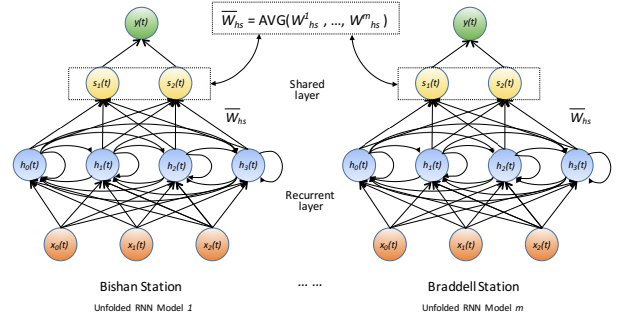 y(t)
W̅hs = AVG(W¹hs , ..., Wᵐhs )
y(t)
s1(t) s2(t)
Shared layer
s1(t) s2(t)
W̅hs
W̅hs
h0(t) h1(t) h2(t) h3(t)
h0(t) h1(t) h2(t) h3(t)
Recurrent layer
x0(t) x1(t) x2(t)
x0(t) x1(t) x2(t)
Bishan Station
... ...
Braddell Station
Unfolded RNN Model 1
Unfolded RNN Model m